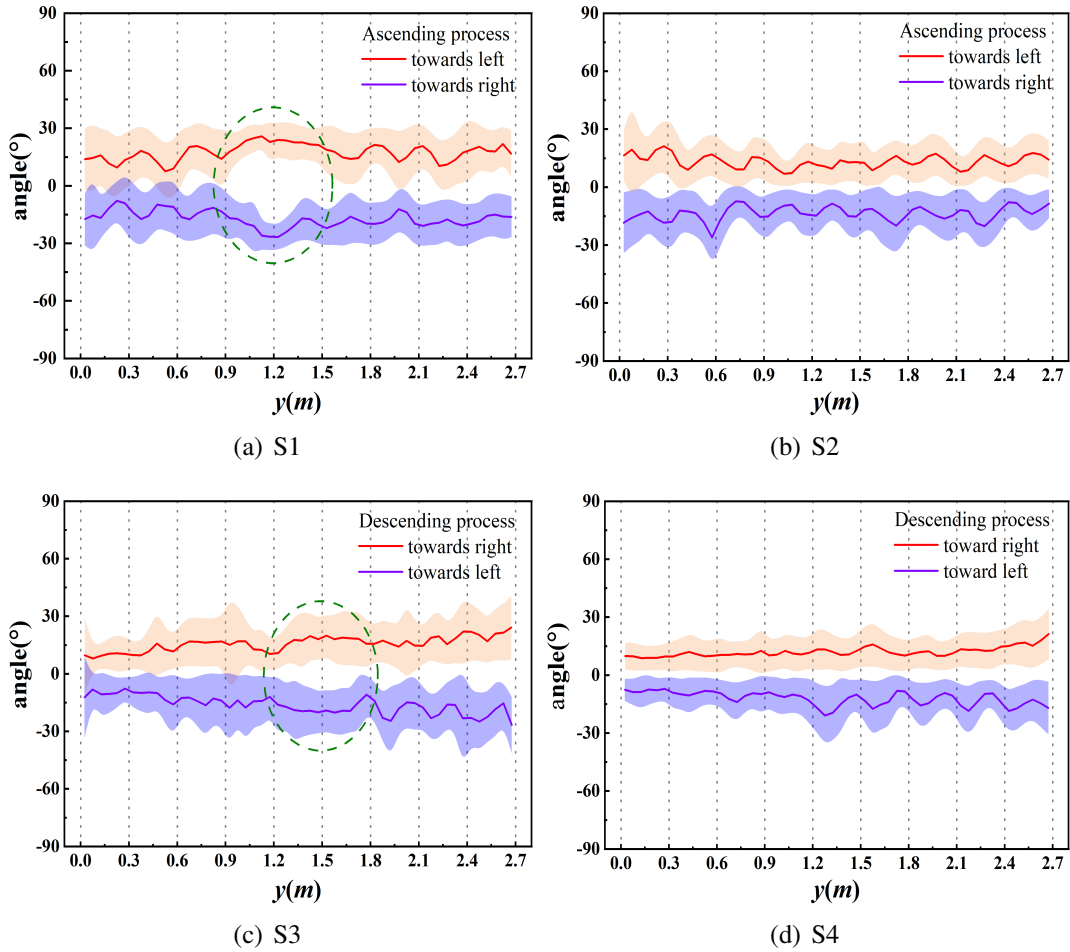 90
60
30
0
-30
-60
-90
angle(°)
Ascending process
towards left
towards right
0.0 0.3 0.6 0.9 1.2 1.5 1.8 2.1 2.4 2.7
y(m)
(a) S1
90
60
30
0
-30
-60
-90
angle(°)
Ascending process
towards left
towards right
0.0 0.3 0.6 0.9 1.2 1.5 1.8 2.1 2.4 2.7
y(m)
(b) S2
90
60
30
0
-30
-60
-90
angle(°)
Descending process
towards right
towards left
0.0 0.3 0.6 0.9 1.2 1.5 1.8 2.1 2.4 2.7
y(m)
(c) S3
90
60
30
0
-30
-60
-90
angle(°)
Descending process
toward right
toward left
0.0 0.3 0.6 0.9 1.2 1.5 1.8 2.1 2.4 2.7
y(m)
(d) S4